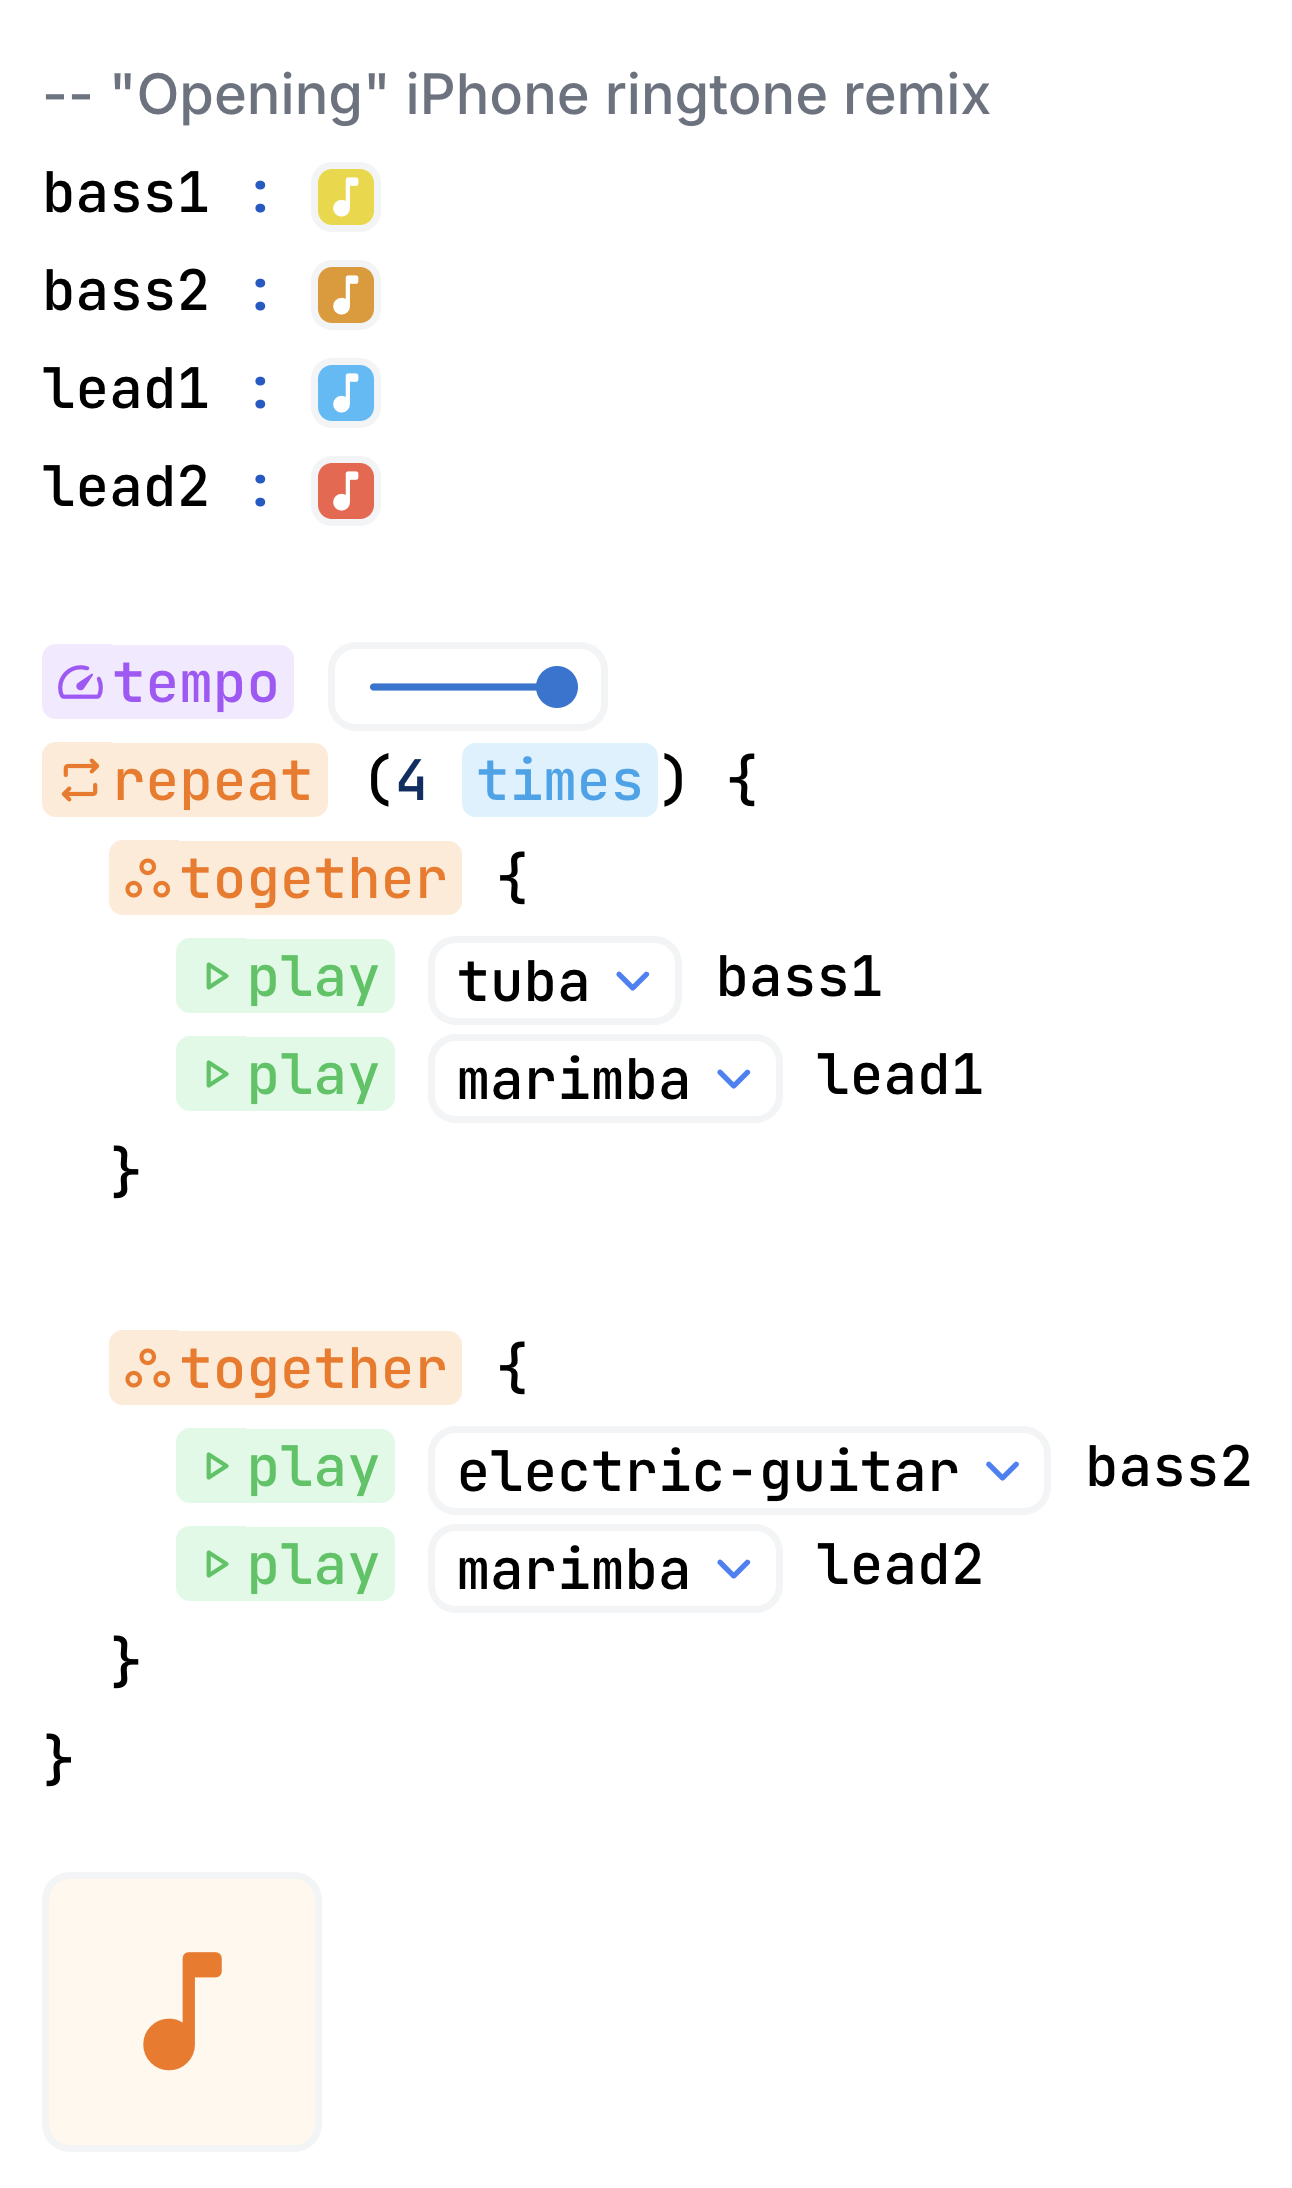 -- "Opening" iPhone ringtone remix
bass1 :
bass2 :
lead1 :
lead2 :
tempo
repeat (4 times) {
together {
play tuba bass1
play marimba lead1
}
together {
play electric-guitar bass2
play marimba lead2
}
}